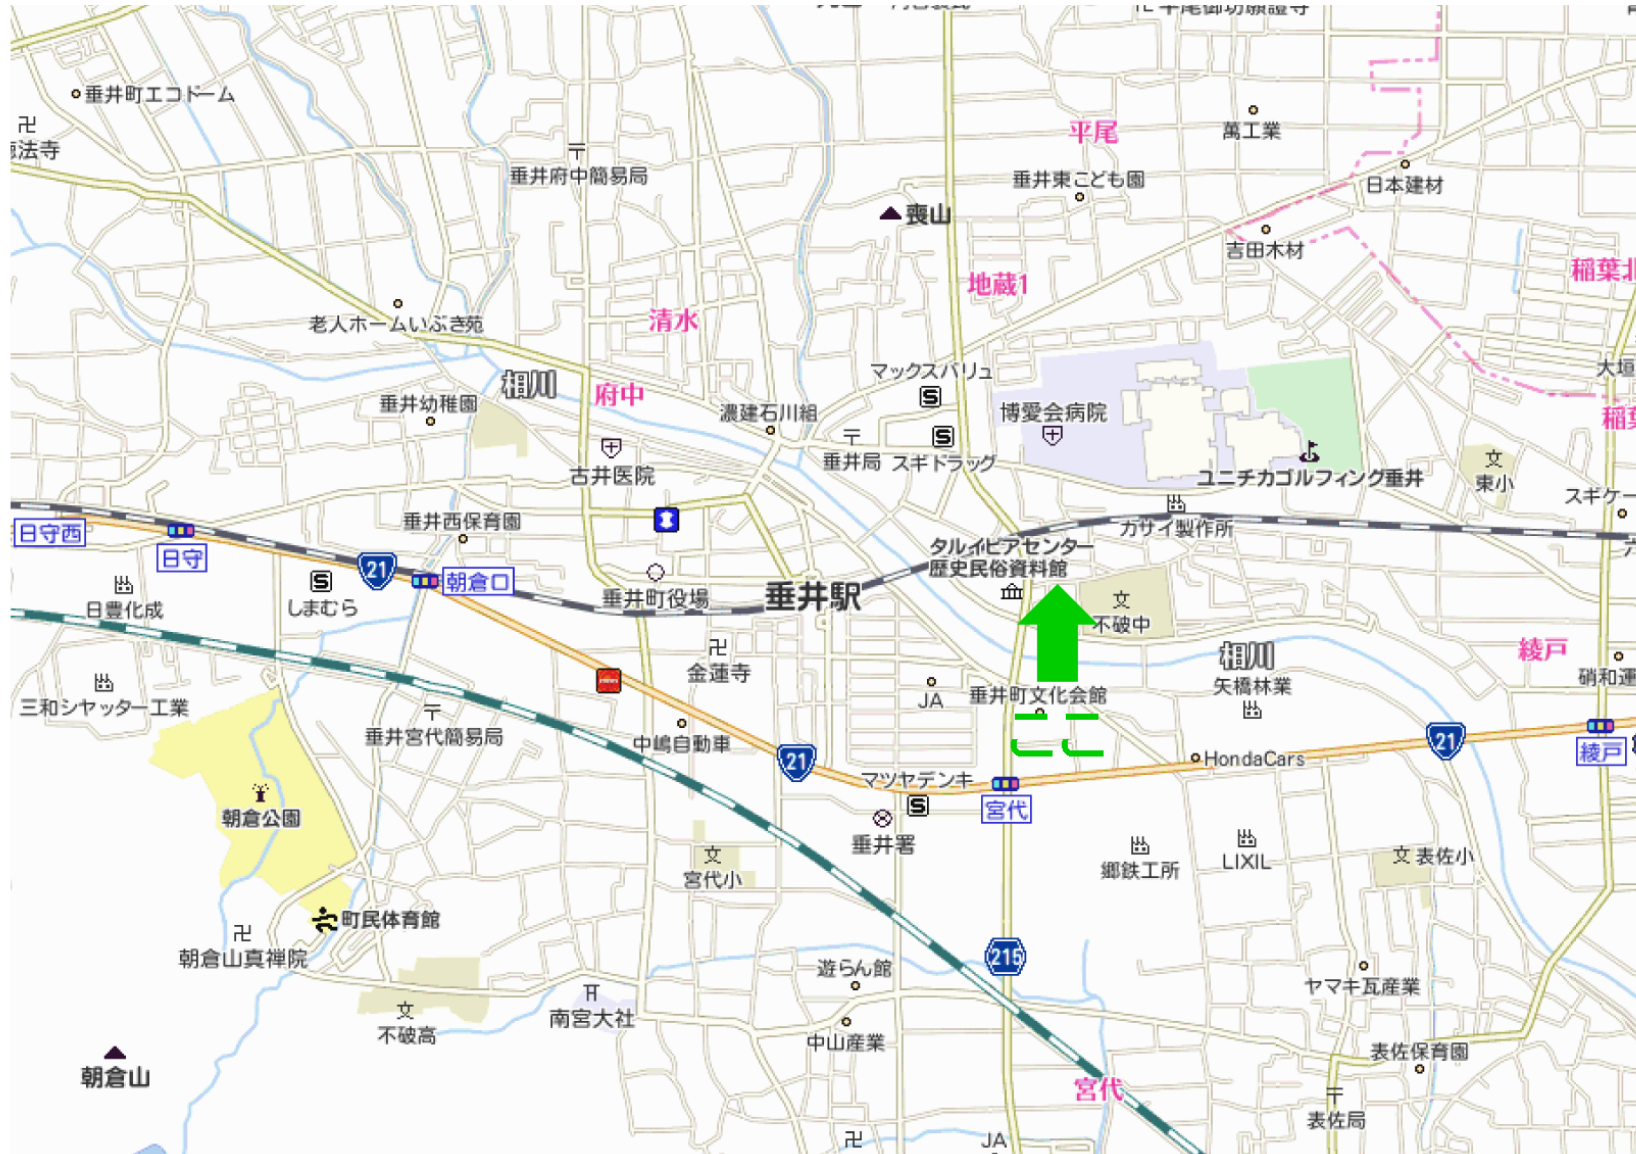 平尾御坊願證寺
垂井町エコドーム
萬工業
平尾
垂井府中簡易局
垂井東こども園
日本建材
喪山
吉田木材
稲葉北
地蔵1
老人ホームいぶき苑
清水
マックスバリュ
大垣
相川
府中
垂井幼稚園
濃建石川組
博愛会病院
垂井局
スギドラッグ
古井医院
ユニチカゴルフィング垂井
文
東小
スギケー
垂井西保育園
カサイ製作所
日守西
日守
タルイピアセンター
歴史民俗資料館
21
朝倉口
日豊化成
しまむら
垂井町役場
垂井駅
文
不破中
金蓮寺
相川
綾戸
JA
垂井町文化会館
矢橋林業
硝和運
三和シヤッター工業
垂井宮代簡易局
中嶋自動車
21
21
綾戸
HondaCars
マツヤデンキ
宮代
朝倉公園
垂井署
文
宮代小
郷鉄工所
LIXIL
文 表佐小
町民体育館
朝倉山真禅院
215
遊らん館
ヤマキ瓦産業
文
不破高
南宮大社
中山産業
表佐保育園
朝倉山
宮代
表佐局
JA